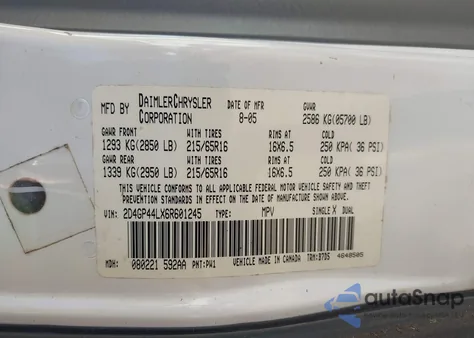 MFD BY DAIMLERCHRYSLER CORPORATION DATE OF MFR 8-05 GVWR 2586 KG(05700 LB)
GAWR FRONT WITH TIRES RIMS AT COLD
1293 KG(2850 LB) 215/65R16 16X6.5 250 KPA( 36 PSI)
GAWR REAR WITH TIRES RIMS AT COLD
1339 KG(2950 LB) 215/65R16 16X6.5 250 KPA( 36 PSI)
THIS VEHICLE CONFORMS TO ALL APPLICABLE FEDERAL MOTOR VEHICLE SAFETY, BUMPER, AND THEFT PREVENTION STANDARDS IN EFFECT ON THE DATE OF MANUFACTURE SHOWN ABOVE.
VIN: 2D4GP44LX6R601245 TYPE: MPV SINGLE X DUAL
MDH: 080221 592AA PNT: PW1 VEHICLE MADE IN CANADA TRM: D7D5 4648505
autoSnap